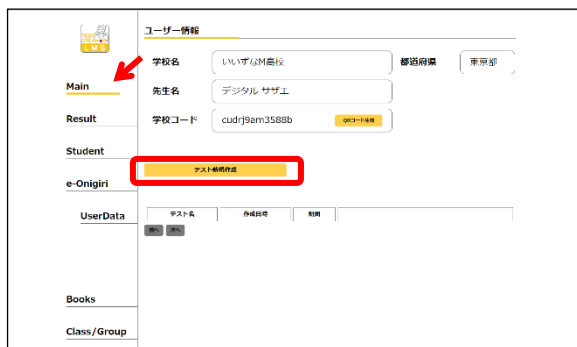 LMS
Main
Result
Student
e-Onigiri
UserData
Books
Class/Group
ユーザー情報
学校名 いいずなM高校 都道府県 東京都
先生名 デジタル サザエ
学校コード cudrj9am3588b QRコード生成
テスト新規作成
テスト名 作成日時 期間
前へ 次へ